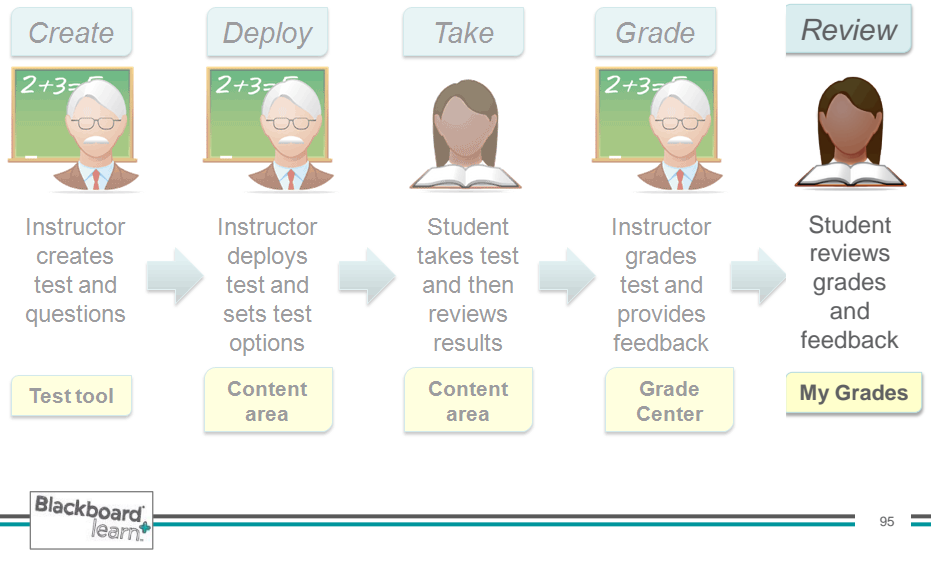 Create
Deploy
Take
Grade
Review
2+3=5
2+3=5
2+3=5
Instructor
creates
test and
questions
Instructor
deploys
test and
sets test
options
Student
takes test
and then
reviews
results
Instructor
grades
test and
provides
feedback
Student
reviews
grades
and
feedback
Test tool
Content
area
Content
area
Grade
Center
My Grades
Blackboard
learn+
95